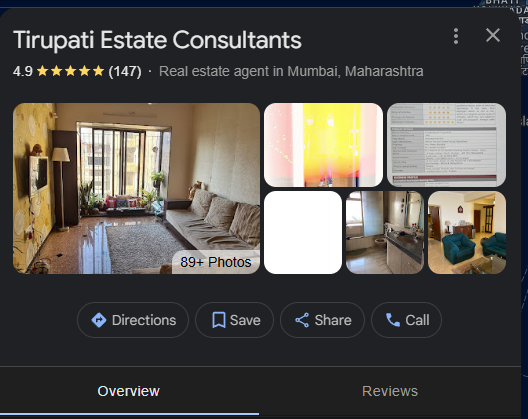 Tirupati Estate Consultants
4.9 ★★★★★ (147) · Real estate agent in Mumbai, Maharashtra
89+ Photos
Directions
Save
Share
Call
Overview
Reviews